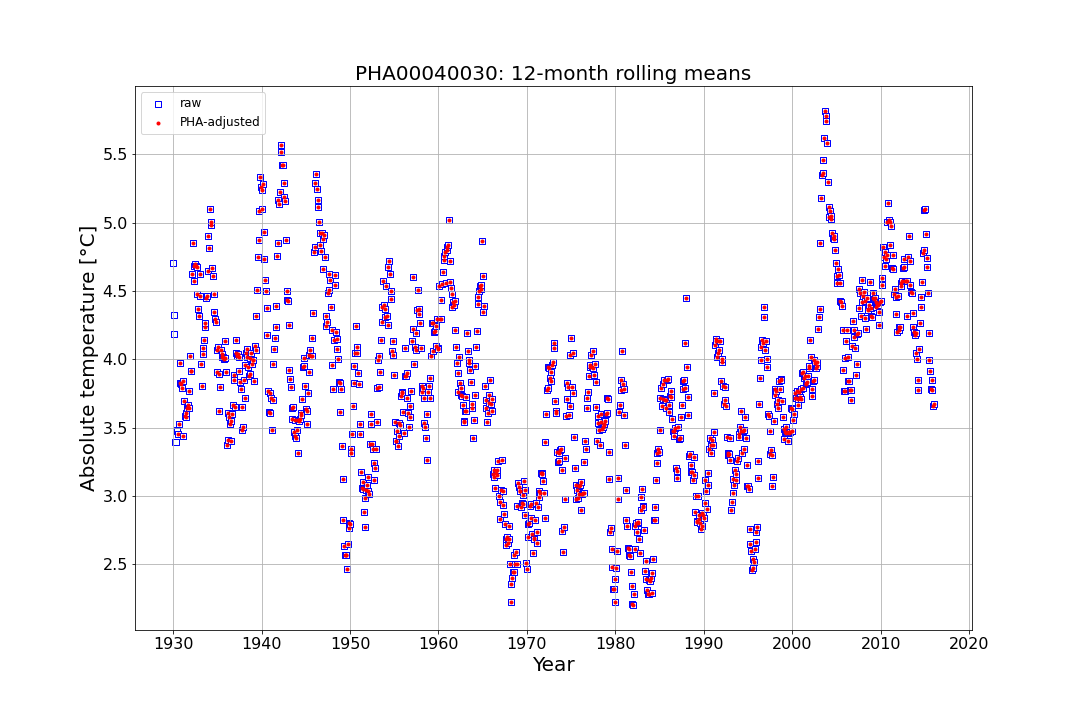 PHA00040030: 12-month rolling means
raw
PHA-adjusted
Absolute temperature [°C]
5.5
5.0
4.5
4.0
3.5
3.0
2.5
1930 1940 1950 1960 1970 1980 1990 2000 2010 2020
Year